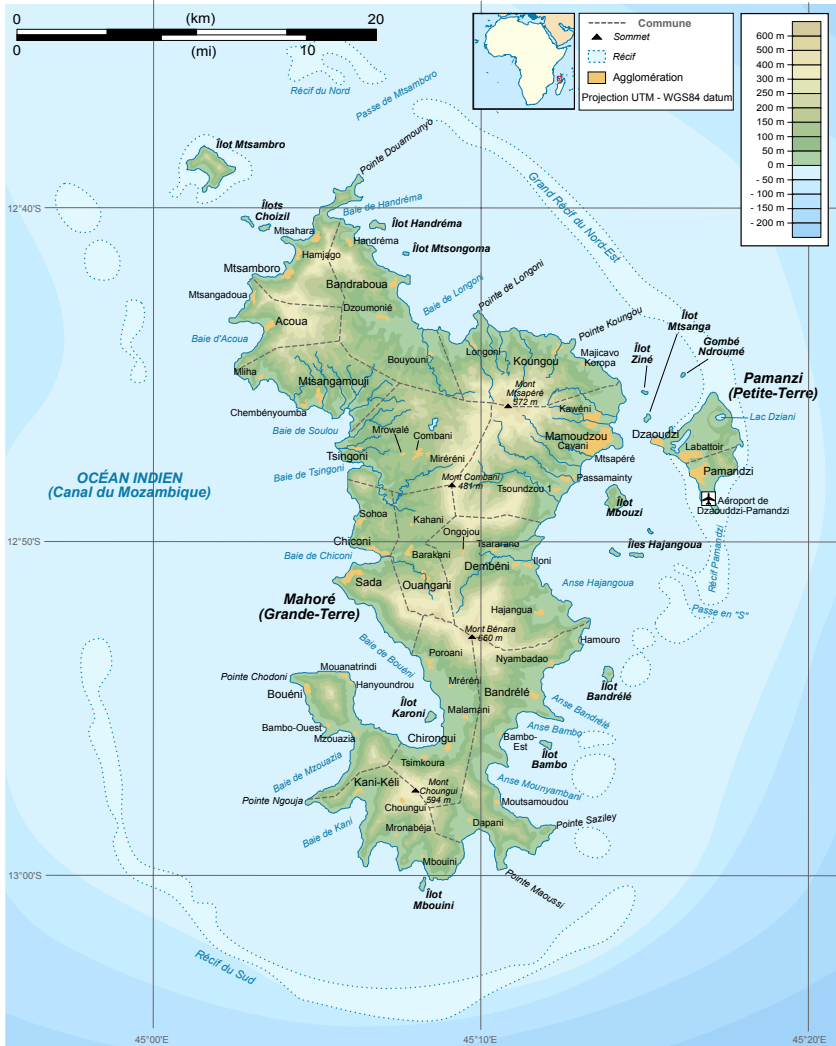 0 (km) 20
0 (mi) 10
Commune
Sommet
Récif
Agglomération
Projection UTM - WGS84 datum
600 m
500 m
400 m
300 m
250 m
200 m
150 m
100 m
50 m
0 m
- 50 m
- 100 m
- 150 m
- 200 m
Récif du Nord
Passe de Mtsamboro
Îlot Mtsambro
Pointe Douamounyo
Grand Récif du Nord-Est
12°40'S
Îlots
Choizil
Baie de Handréma
Îlot Handréma
Mtsahara
Handréma
Îlot Mtsongoma
Hamjago
Mtsamboro
Bandraboua
Mtsangadoua
Dzoumonié
Baie de Longoni
Pointe de Longoni
Acoua
Baie d'Acoua
Pointe Koungou
Îlot
Mtsanga
Îlot
Ziné
Gombé
Ndroumé
Longoni
Koungou
Majicavo
Koropa
Bouyouni
Mliha
Mtsangamouji
Mont
Mtsapéré
572 m
Pamanzi
(Petite-Terre)
Lac Dziani
Chembényoumba
Kawéni
Baie de Soulou
Mrowalé
Combani
Mamoudzou
Cavani
Dzaoudzi
Labattoir
Tsingoni
Miréréni
Mtsapéré
Pamandzi
Baie de Tsingoni
Mont Combani
481 m
Tsoundzou 1
Passamainty
OCÉAN INDIEN
(Canal du Mozambique)
Îlot
Mbouzi
Aéroport de
Dzaouddzi-Pamandzi
Sohoa
Kahani
12°50'S
Chiconi
Ongojou
Tsararano
Îles Hajangoua
Baie de Chiconi
Barakani
Dembéni
Iloni
Récif Pamandzi
Sada
Ouangani
Anse Hajangoua
Mahoré
(Grande-Terre)
Hajangua
Passe en "S"
Mont Bénara
660 m
Hamouro
Baie de Bouéni
Poroani
Nyambadao
Mouanatrindi
Pointe Chodoni
Hanyoundrou
Mréréni
Îlot
Bandrélé
Bouéni
Bandrélé
Îlot
Karoni
Malamani
Anse Bandrélé
Bambo-Ouest
Mzouazia
Chirongui
Anse Bambo
Bambo-
Est
Îlot
Bambo
Tsimkoura
Baie de Mzouazia
Kani-Kéli
Mont
Choungui
594 m
Anse Mounyambani
Pointe Ngouja
Choungui
Moutsamoudou
Baie de Kani
Mronabéja
Dapani
Pointe Saziley
Mbouini
13°00'S
Îlot
Mbouini
Pointe Maoussi
Récif du Sud
45°00'E
45°10'E
45°20'E